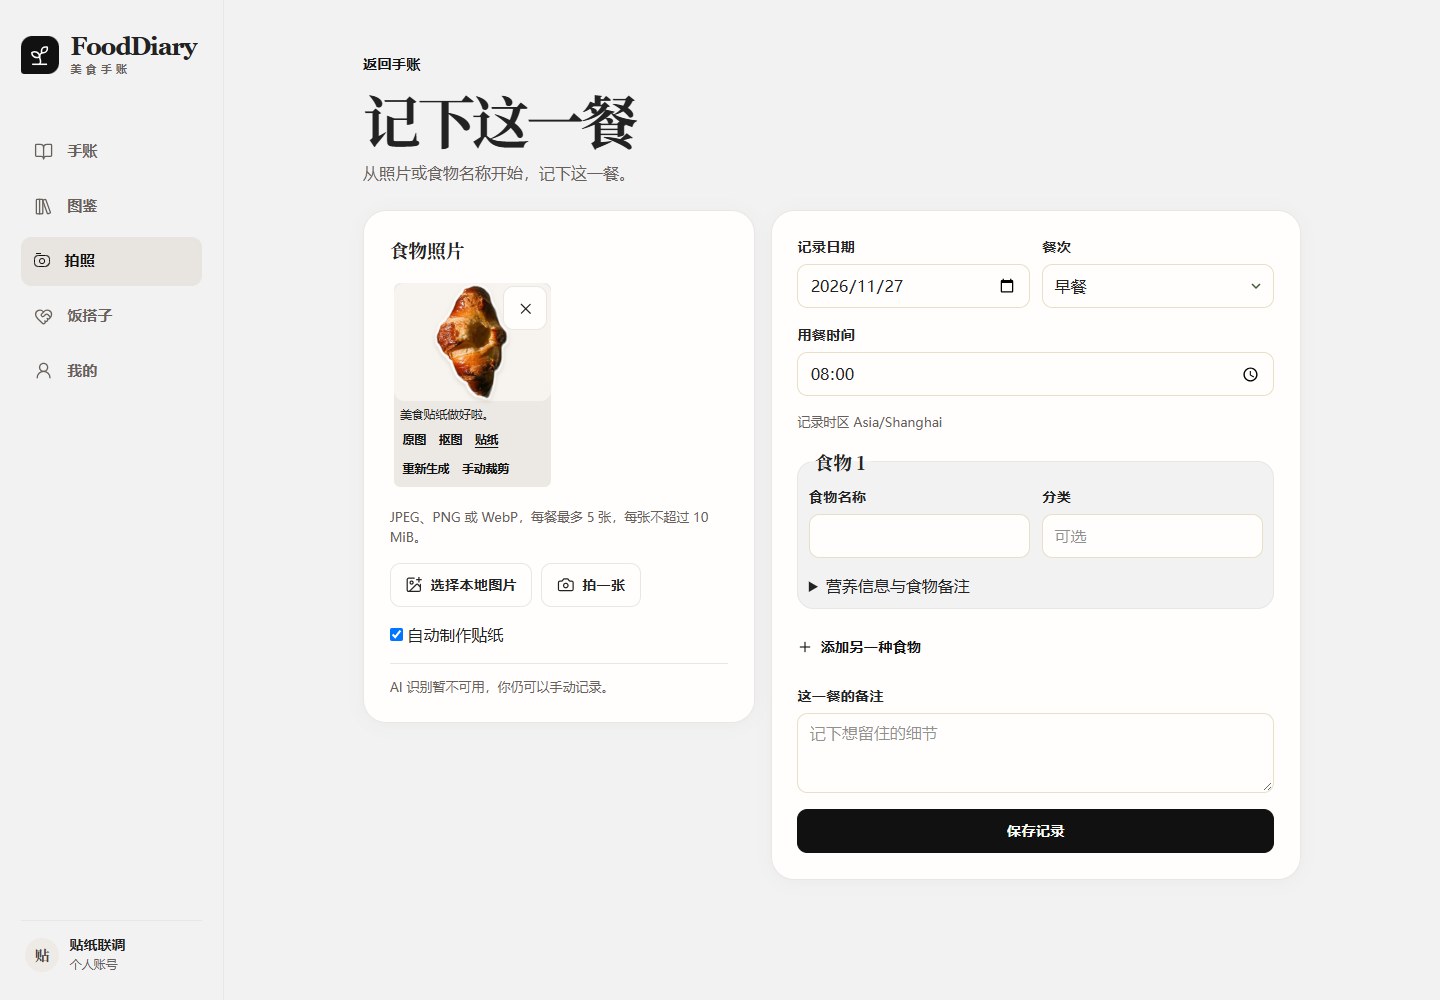 FoodDiary
美食手账
手账
图鉴
拍照
饭搭子
我的
贴
贴纸联调
个人账号
返回手账
记下这一餐
从照片或食物名称开始，记下这一餐。
食物照片
美食贴纸做好啦。
原图 抠图 贴纸
重新生成 手动裁剪
JPEG、PNG 或 WebP，每餐最多 5 张，每张不超过 10
MiB。
选择本地图片 拍一张
自动制作贴纸
AI 识别暂不可用，你仍可以手动记录。
记录日期 餐次
2026/11/27 早餐
用餐时间
08:00
记录时区 Asia/Shanghai
食物 1
食物名称 分类
可选
营养信息与食物备注
添加另一种食物
这一餐的备注
记下想留住的细节
保存记录